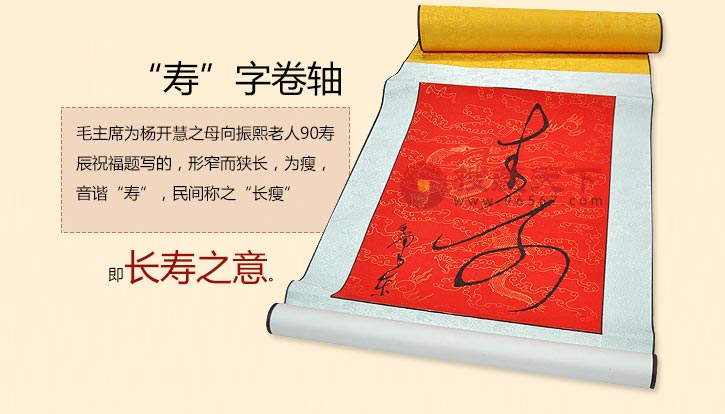 “寿”字卷轴
毛主席为杨开慧之母向振熙老人90寿
辰祝福题写的，形窄而狭长，为瘦，
音谐“寿”，民间称之“长瘦”
即长寿之意。
寿
毛泽东